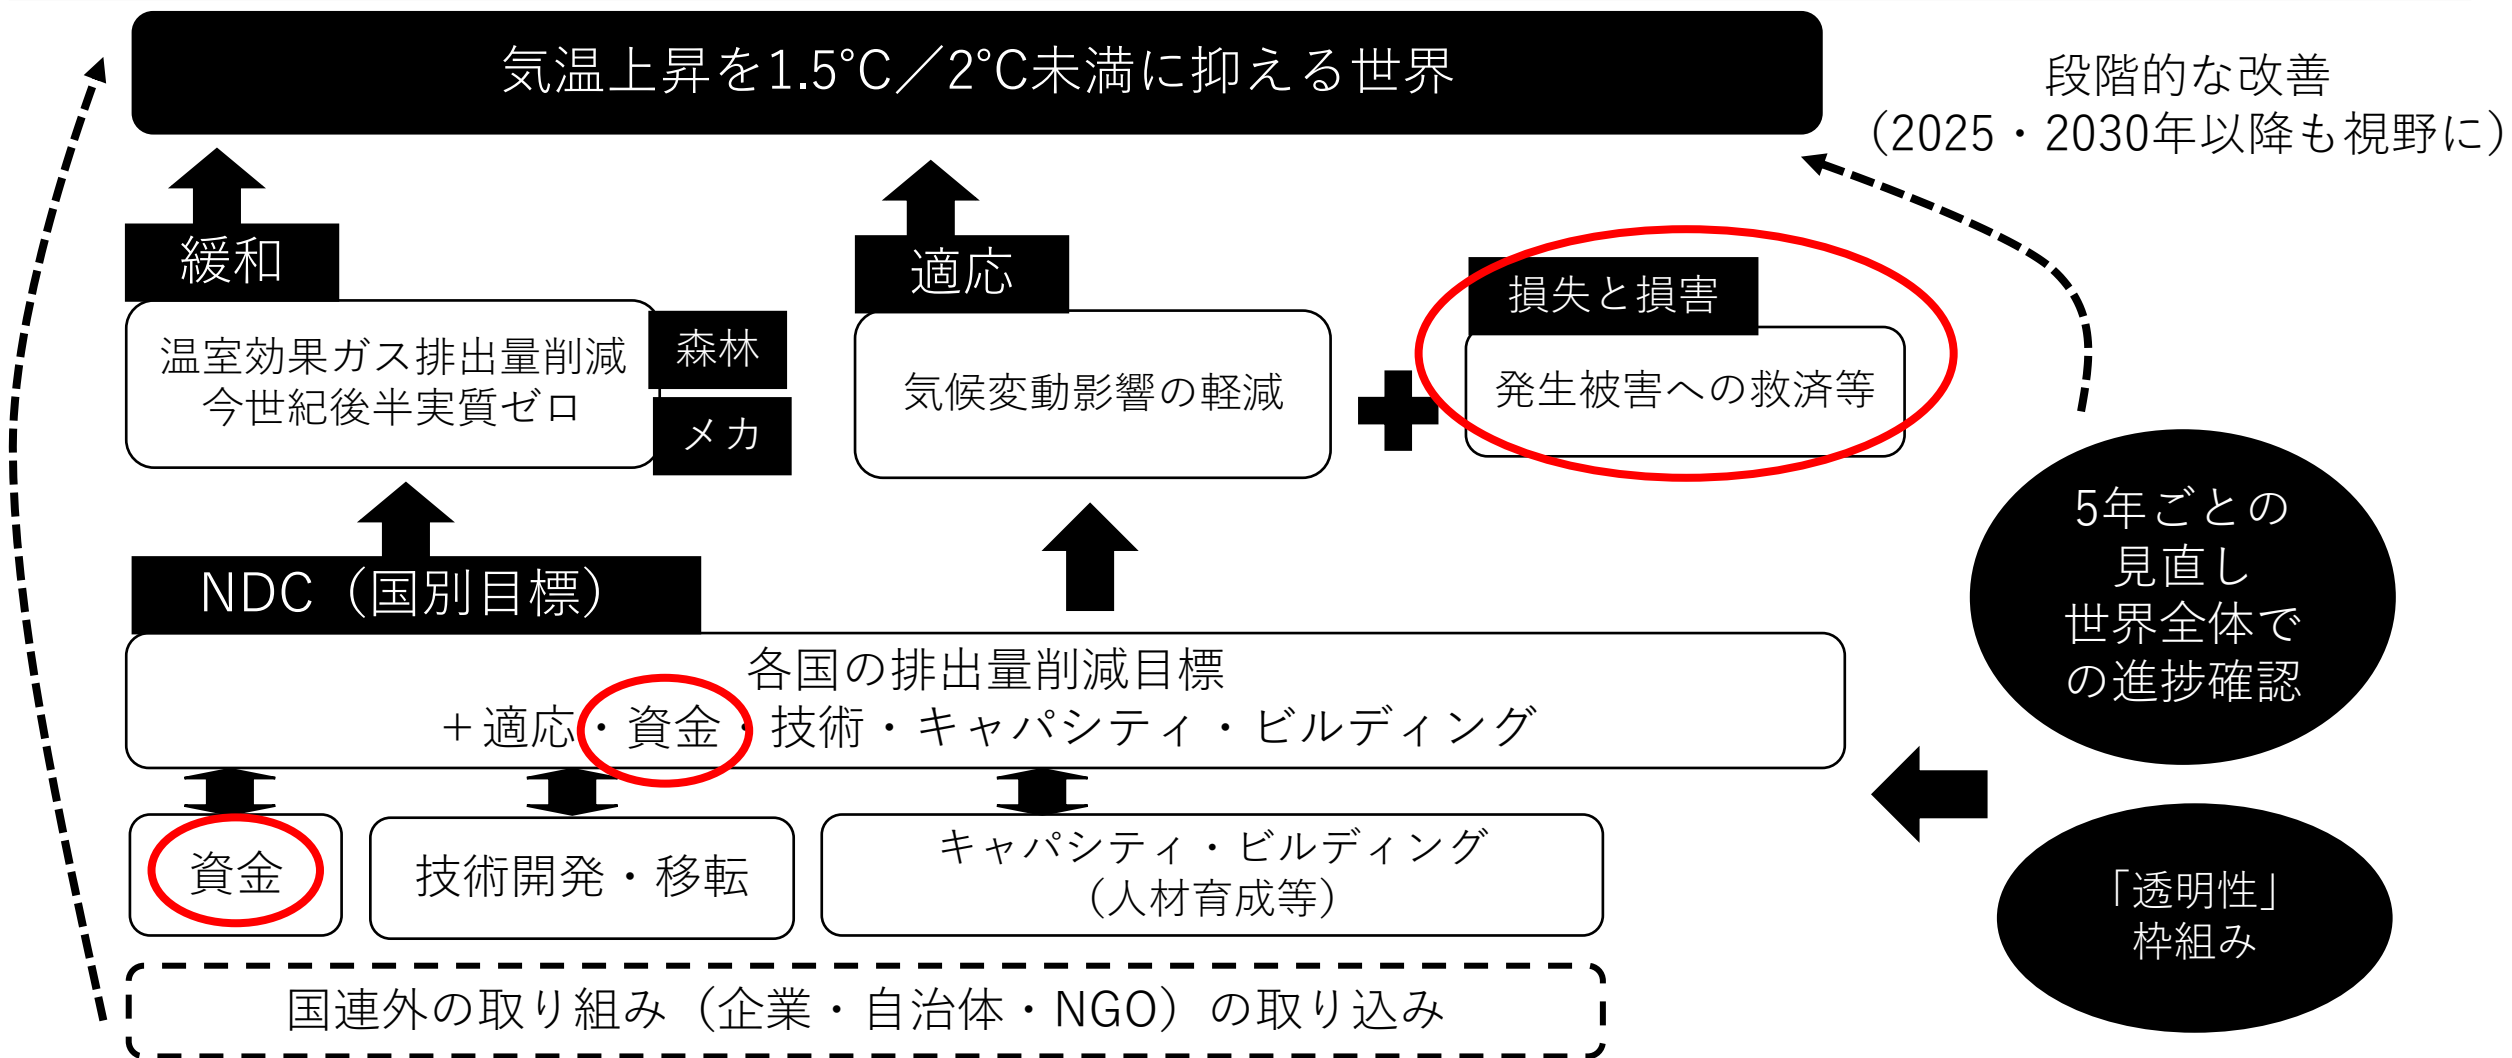 気温上昇を1.5℃／2℃未満に抑える世界
段階的な改善
（2025・2030年以降も視野に）
緩和
温室効果ガス排出量削減
今世紀後半実質ゼロ
森林
メカ
適応
気候変動影響の軽減
損失と損害
発生被害への救済等
NDC（国別目標）
各国の排出量削減目標
＋適応・資金・技術・キャパシティ・ビルディング
5年ごとの
見直し
世界全体で
の進捗確認
資金
技術開発・移転
キャパシティ・ビルディング
（人材育成等）
「透明性」
枠組み
国連外の取り組み（企業・自治体・NGO）の取り込み